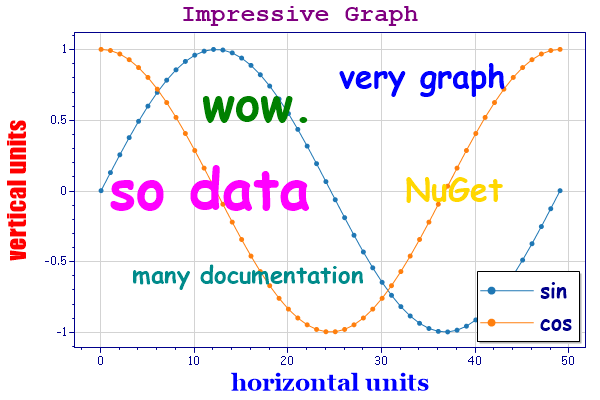 Impressive Graph
1
0.5
0
-0.5
-1
vertical units
very graph
wow.
so data
NuGet
many documentation
sin
cos
0
10
20
30
40
50
horizontal units